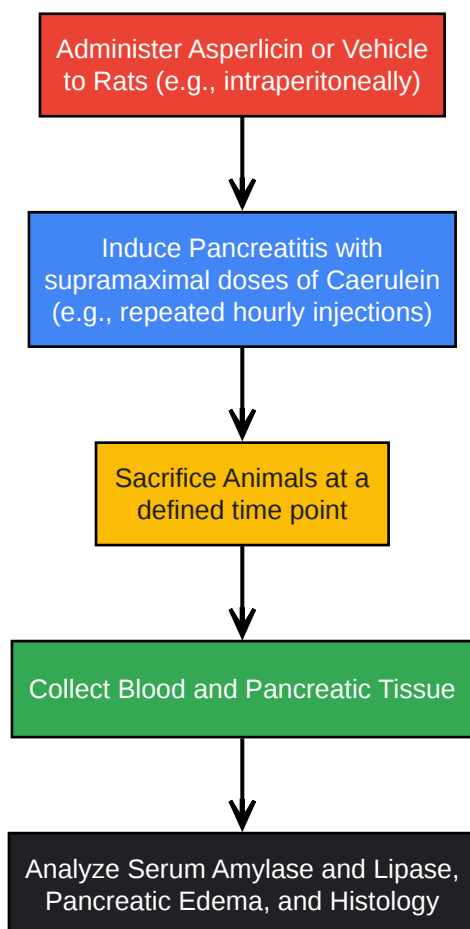 Administer Asperlicin or Vehicle
to Rats (e.g., intraperitoneally)
Induce Pancreatitis with
supramaximal doses of Caerulein
(e.g., repeated hourly injections)
Sacrifice Animals at a
defined time point
Collect Blood and Pancreatic Tissue
Analyze Serum Amylase and Lipase,
Pancreatic Edema, and Histology